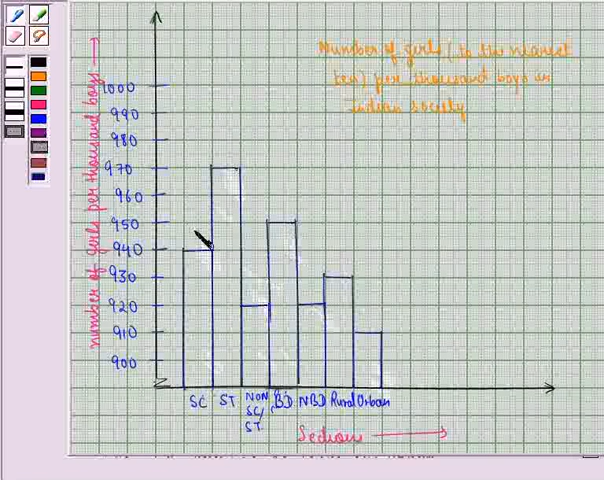 Number of girls (to the nearest
ten) per thousand boys in
Indian society
number of girls per thousand boys
1000
990
980
970
960
950
940
930
920
910
900
SC ST NON SC/ ST. BD NBD Rural Urban
Section